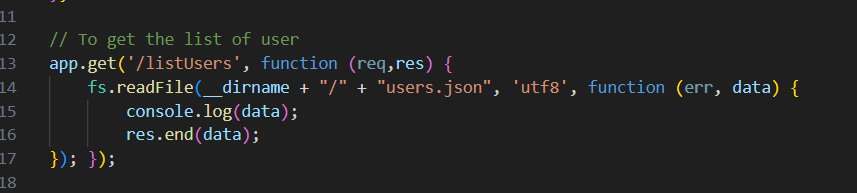 11
12 // To get the list of user
13 app.get('/listUsers', function (req,res) {
14 fs.readFile(__dirname + "/" + "users.json", 'utf8', function (err, data) {
15 console.log(data);
16 res.end(data);
17 }); });
18